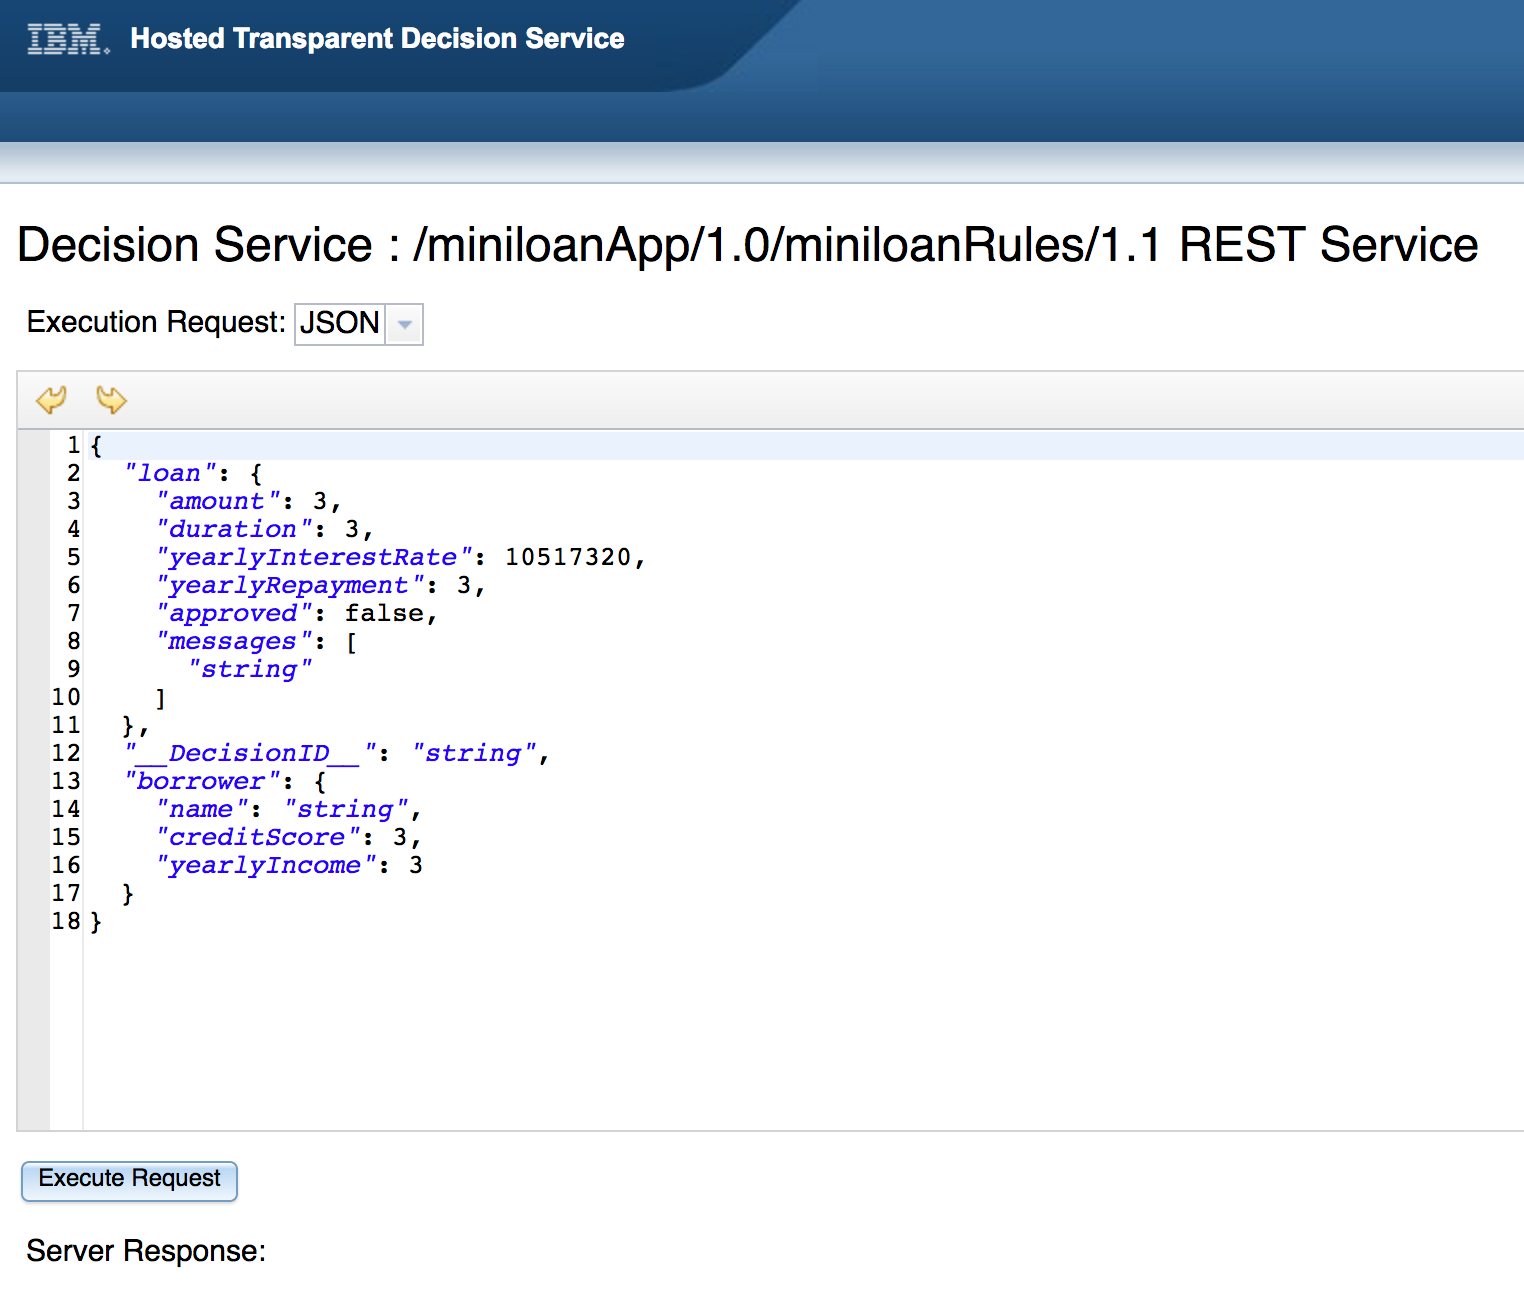 IBM. Hosted Transparent Decision Service
Decision Service : /miniloanApp/1.0/miniloanRules/1.1 REST Service
Execution Request: JSON
1 {
2   "loan": {
3     "amount": 3,
4     "duration": 3,
5     "yearlyInterestRate": 10517320,
6     "yearlyRepayment": 3,
7     "approved": false,
8     "messages": [
9       "string"
10     ]
11   },
12   "__DecisionID__": "string",
13   "borrower": {
14     "name": "string",
15     "creditScore": 3,
16     "yearlyIncome": 3
17   }
18 }
Execute Request
Server Response: